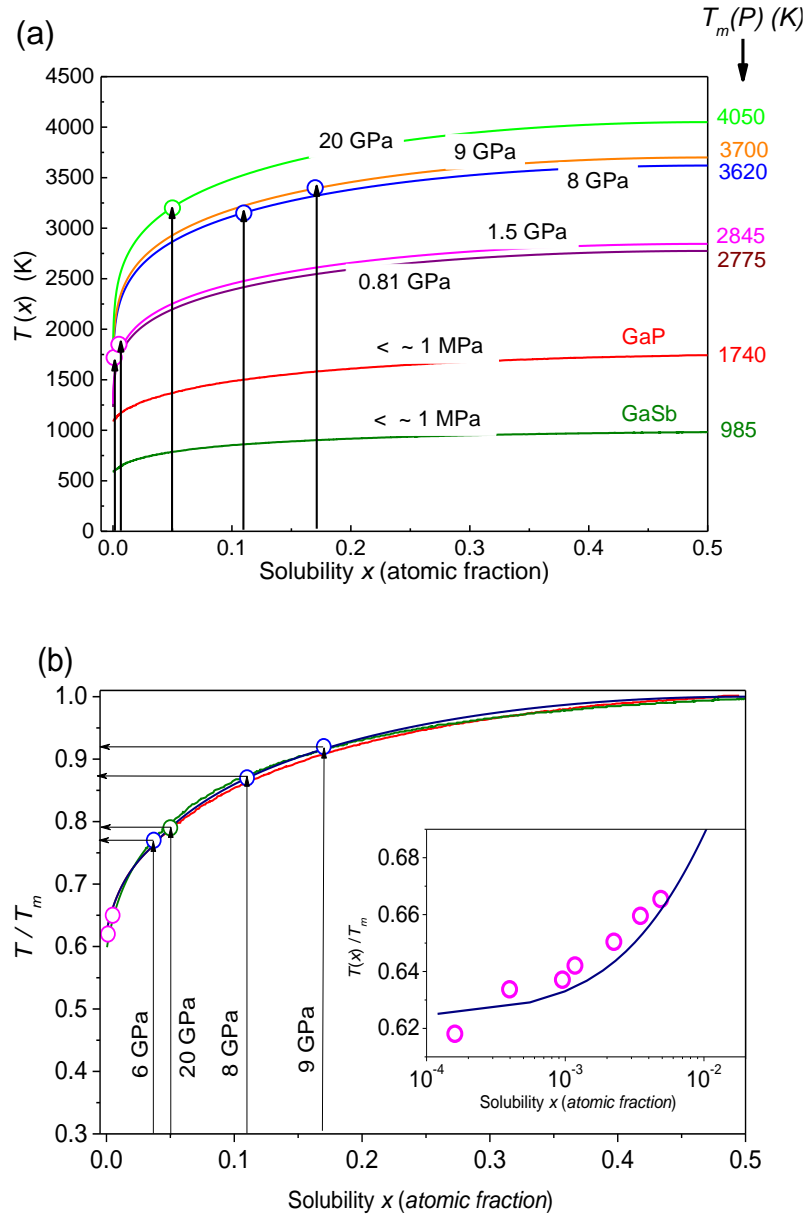 (a)
T_m(P) (K)
4500
4000
3500
3000
2500
2000
1500
1000
500
0
T(x) (K)
20 GPa
9 GPa
8 GPa
1.5 GPa
0.81 GPa
< ~ 1 MPa
GaP
< ~ 1 MPa
GaSb
4050
3700
3620
2845
2775
1740
985
0.0 0.1 0.2 0.3 0.4 0.5
Solubility x (atomic fraction)
(b)
1.0
0.9
0.8
0.7
0.6
0.5
0.4
0.3
T / T_m
6 GPa
20 GPa
8 GPa
9 GPa
0.68
0.66
0.64
0.62
T(x) / T_m
10^-4 10^-3 10^-2
Solubility x (atomic fraction)
0.0 0.1 0.2 0.3 0.4 0.5
Solubility x (atomic fraction)